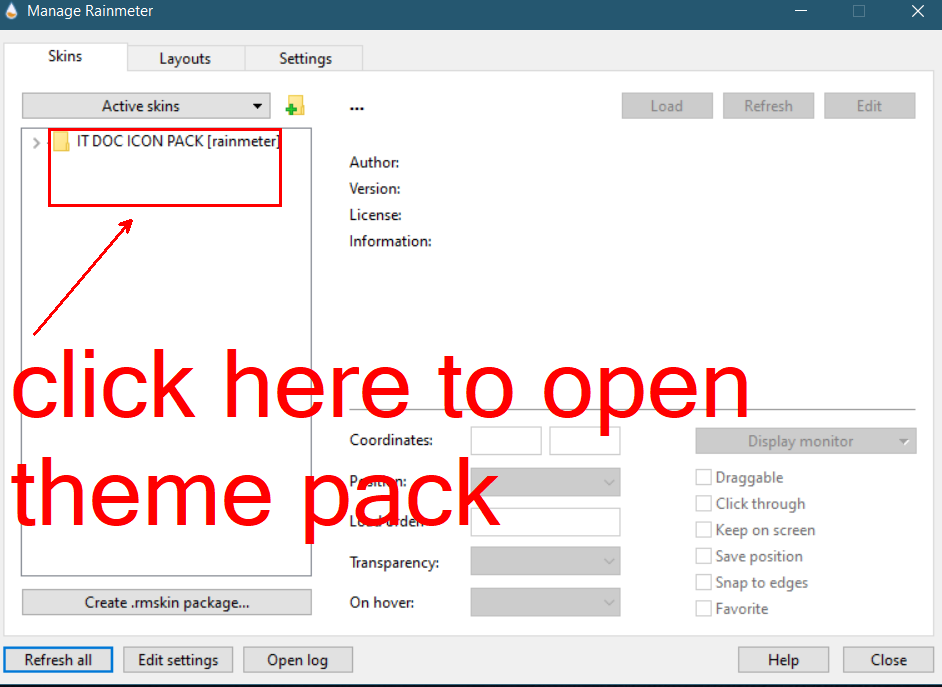 Manage Rainmeter
Skins
Layouts
Settings
Active skins
...
Load
Refresh
Edit
IT DOC ICON PACK [rainmeter]
Author:
Version:
License:
Information:
click here to open
theme pack
Coordinates:
Display monitor
Position:
Draggable
Click through
Load order:
Keep on screen
Save position
Transparency:
Snap to edges
On hover:
Favorite
Create .rmskin package...
Refresh all
Edit settings
Open log
Help
Close